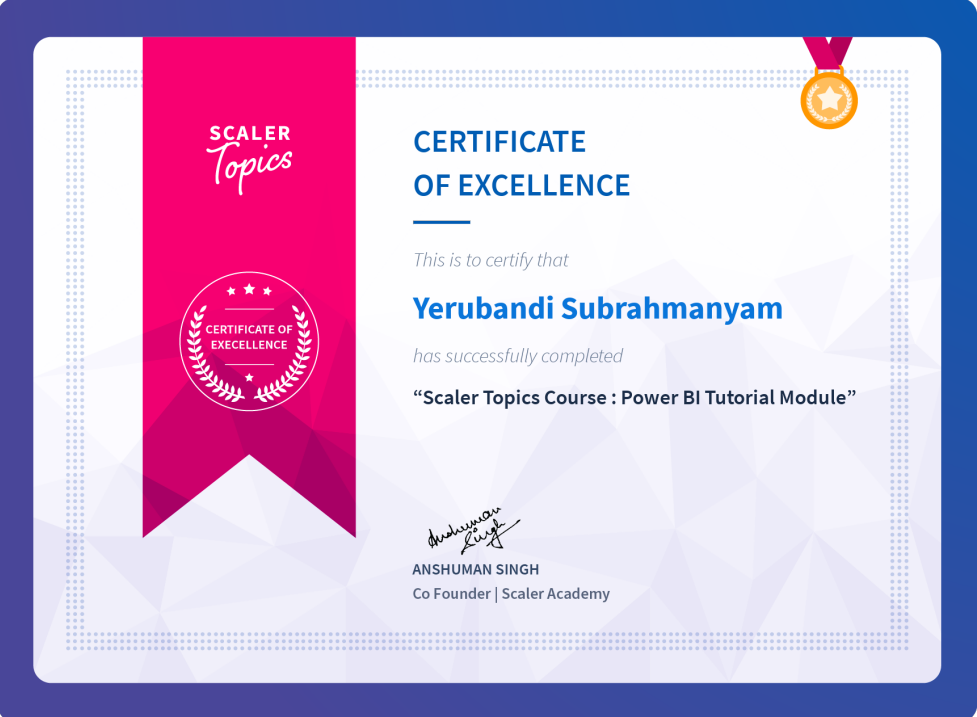 SCALER
Topics
CERTIFICATE OF
EXECELLENCE
CERTIFICATE
OF EXCELLENCE
This is to certify that
Yerubandi Subrahmanyam
has successfully completed
“Scaler Topics Course : Power BI Tutorial Module”
Anshuman
Singh
ANSHUMAN SINGH
Co Founder | Scaler Academy